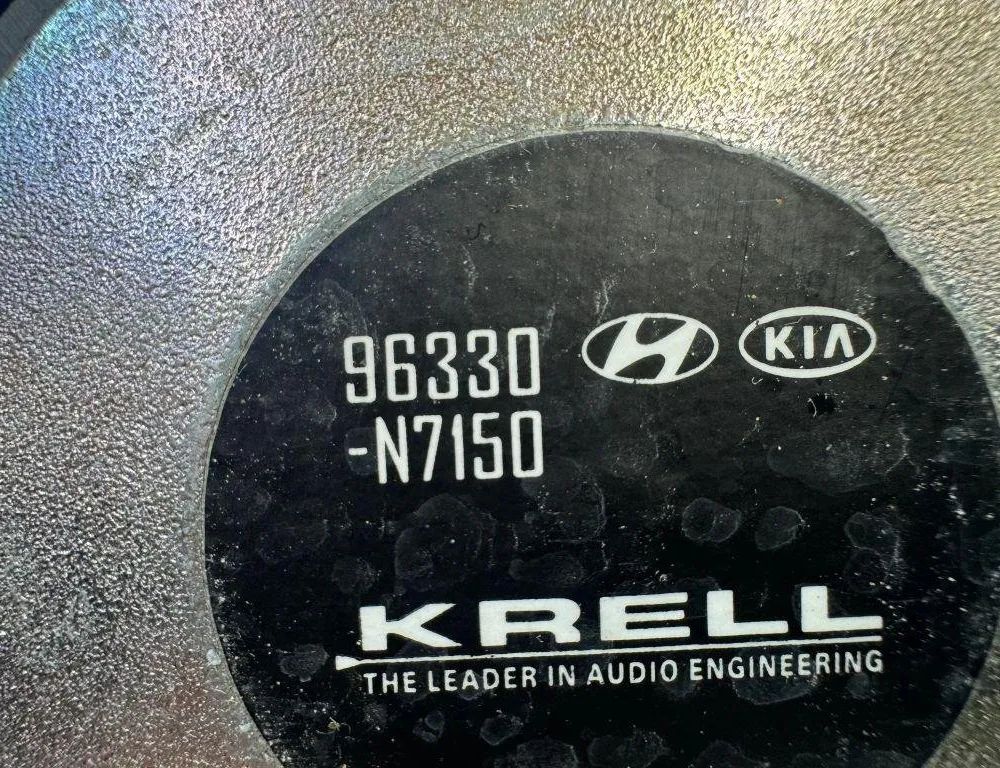 96330
-N7150
KIA
KRELL
THE LEADER IN AUDIO ENGINEERING